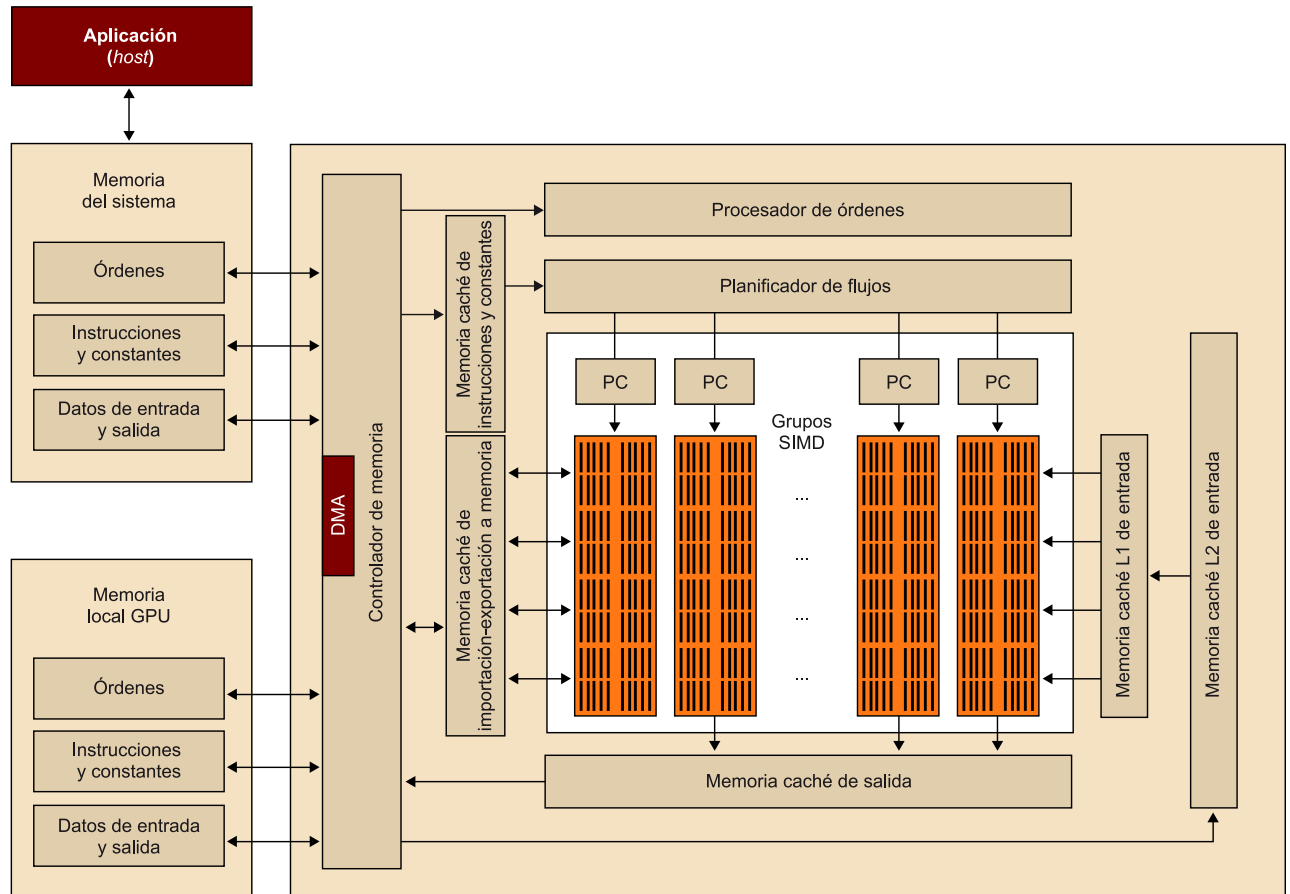 Aplicación
(host)
Memoria
del sistema
Órdenes
Instrucciones
y constantes
Datos de entrada
y salida
Memoria
local GPU
Órdenes
Instrucciones
y constantes
Datos de entrada
y salida
DMA
Controlador de memoria
Memoria caché de
instrucciones y constantes
Memoria caché de
importación-exportación a memoria
Procesador de órdenes
Planificador de flujos
PC
PC
PC
PC
Grupos
SIMD
...
...
...
...
Memoria caché de salida
Memoria caché L1 de entrada
Memoria caché L2 de entrada